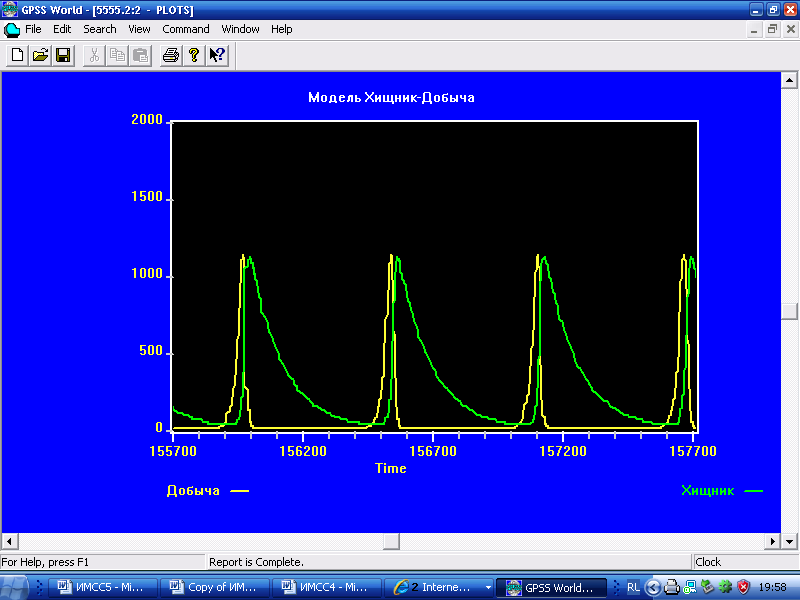 GPSS World - [5555.2:2 - PLOTS]
File Edit Search View Command Window Help
Модель Хищник-Добыча
2000
1500
1000
500
0
155700 156200 156700 157200 157700
Time
Добыча Хищник
For Help, press F1 Report is Complete. Clock
ИМСС5 - Mi... Copy of ИМ... ИМСС4 - Mi... 2 Interne... GPSS World... RL 19:58